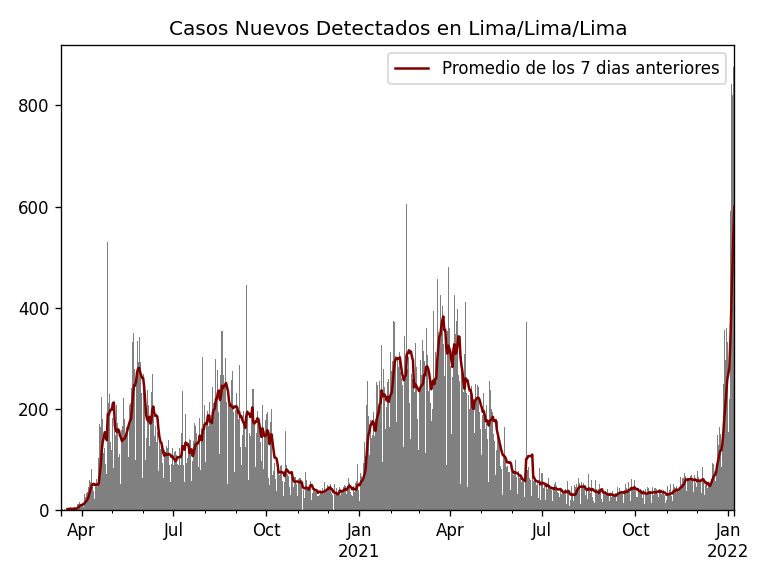 Casos Nuevos Detectados en Lima/Lima/Lima
Promedio de los 7 dias anteriores
800
600
400
200
0
Apr Jul Oct Jan Apr Jul Oct Jan
2021 2022